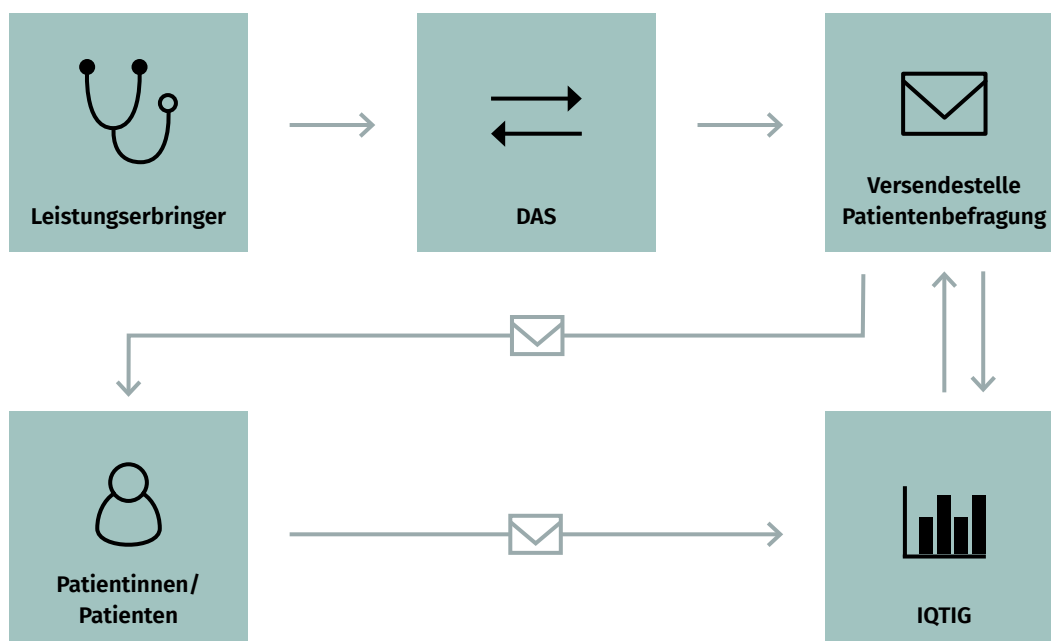 Leistungserbringer
DAS
Versendestelle
Patientenbefragung
Patientinnen/
Patienten
IQTIG